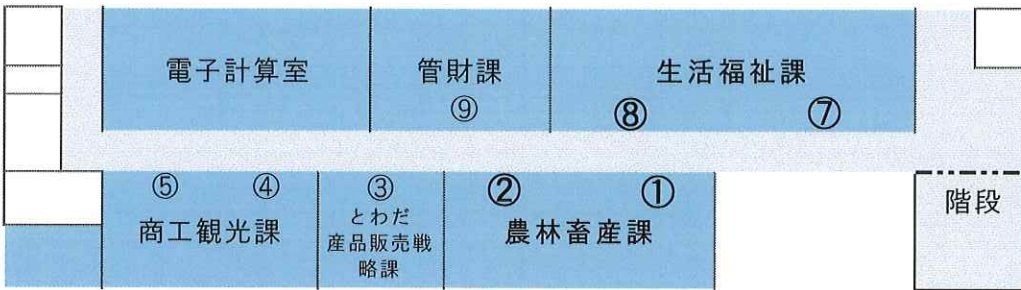 電子計算室
管財課
生活福祉課
⑨
⑧
⑦
⑤
④
③
②
①
商工観光課
とわだ
産品販売戦
略課
農林畜産課
階段